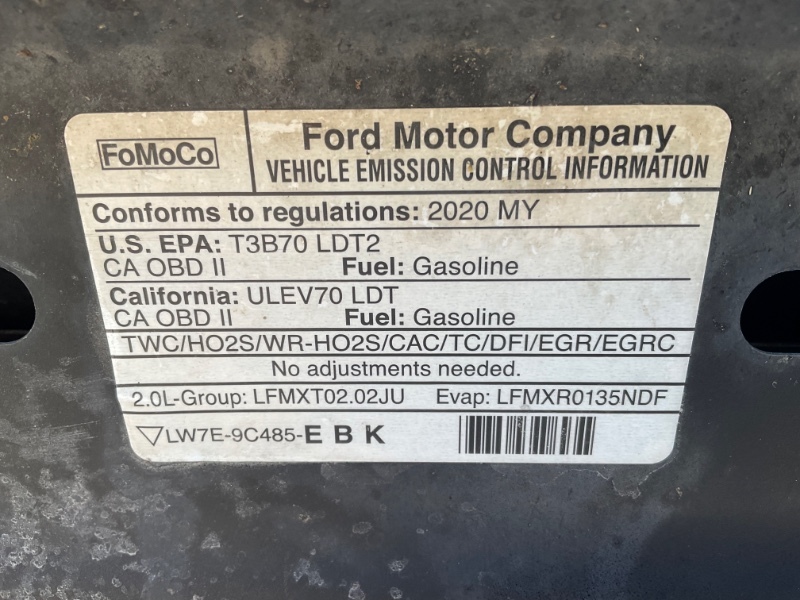 FoMoCo
Ford Motor Company
VEHICLE EMISSION CONTROL INFORMATION
Conforms to regulations: 2020 MY
U.S. EPA: T3B70 LDT2
CA OBD II Fuel: Gasoline
California: ULEV70 LDT
CA OBD II Fuel: Gasoline
TWC/HO2S/WR-HO2S/CAC/TC/DFI/EGR/EGRC
No adjustments needed.
2.0L-Group: LFMXT02.02JU Evap: LFMXR0135NDF
LW7E-9C485-EBK